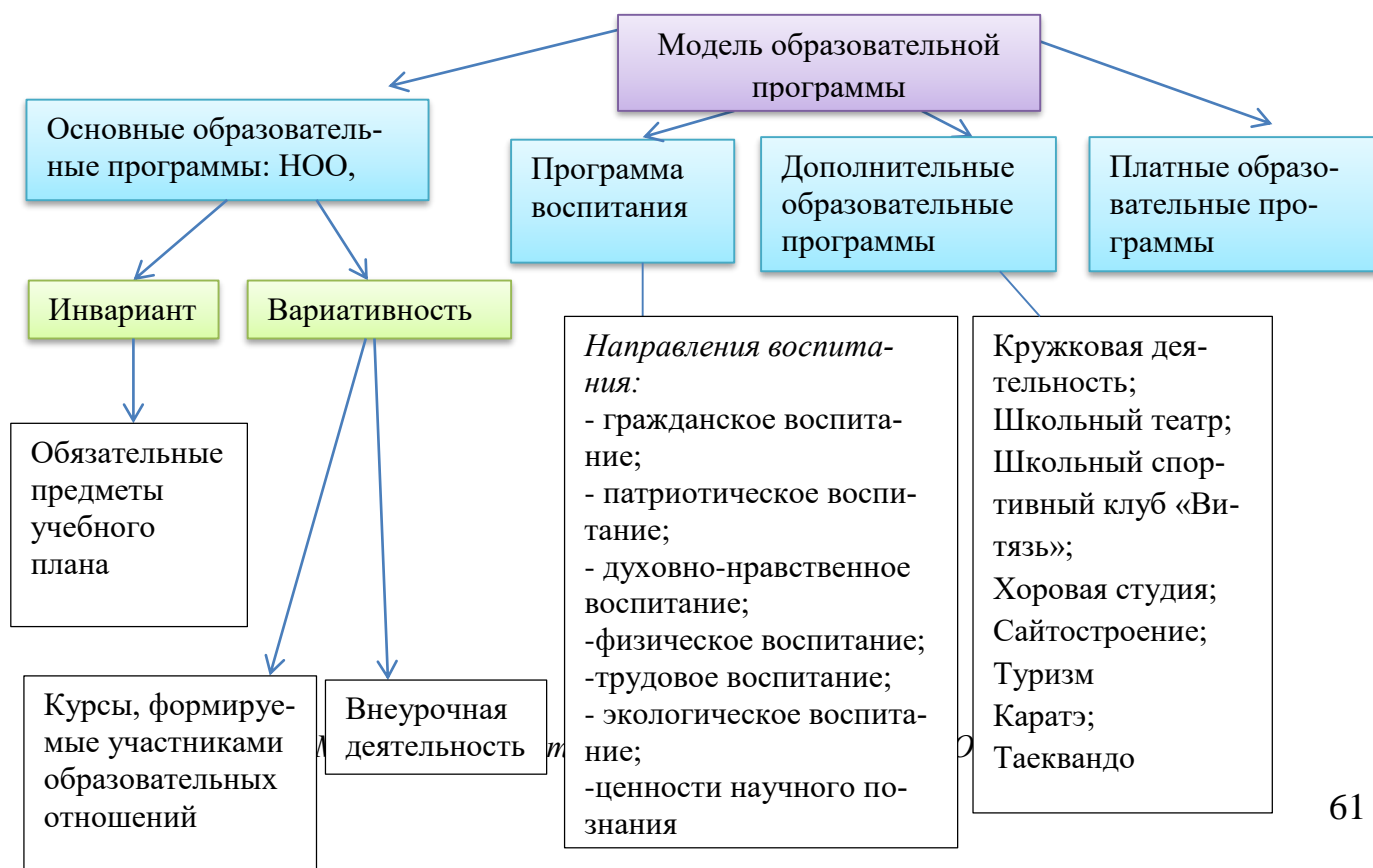 Модель образовательной
программы
Основные образователь-
ные программы: НОО,
Программа
воспитания
Дополнительные
образовательные
программы
Платные образо-
вательные про-
граммы
Инвариант
Вариативность
Обязательные
предметы
учебного
плана
Курсы, формируе-
мые участниками
образовательных
отношений
Внеурочная
деятельность
Направления воспита-
ния:
- гражданское воспита-
ние;
- патриотическое воспи-
тание;
- духовно-нравственное
воспитание;
-физическое воспитание;
-трудовое воспитание;
- экологическое воспита-
ние;
-ценности научного по-
знания
Кружковая дея-
тельность;
Школьный театр;
Школьный спор-
тивный клуб «Ви-
тязь»;
Хоровая студия;
Сайтостроение;
Туризм
Каратэ;
Таеквандо
61